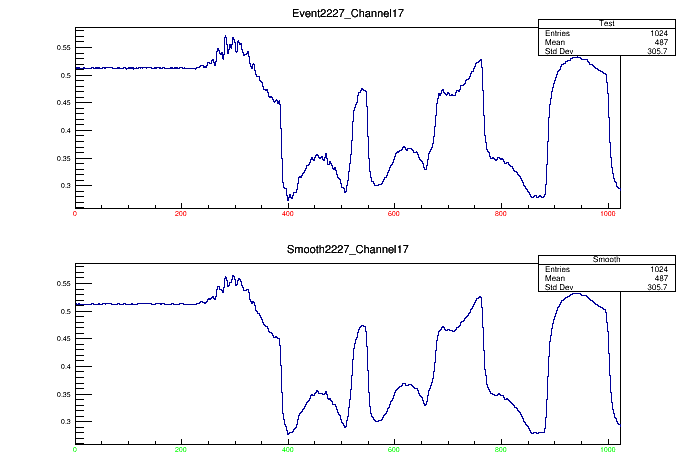 Event2227_Channel17
Test
Entries 1024
Mean 487
Std Dev 305.7
0.55
0.5
0.45
0.4
0.35
0.3
0 200 400 600 800 1000
Smooth2227_Channel17
Smooth
Entries 1024
Mean 487
Std Dev 305.7
0.55
0.5
0.45
0.4
0.35
0.3
0 200 400 600 800 1000